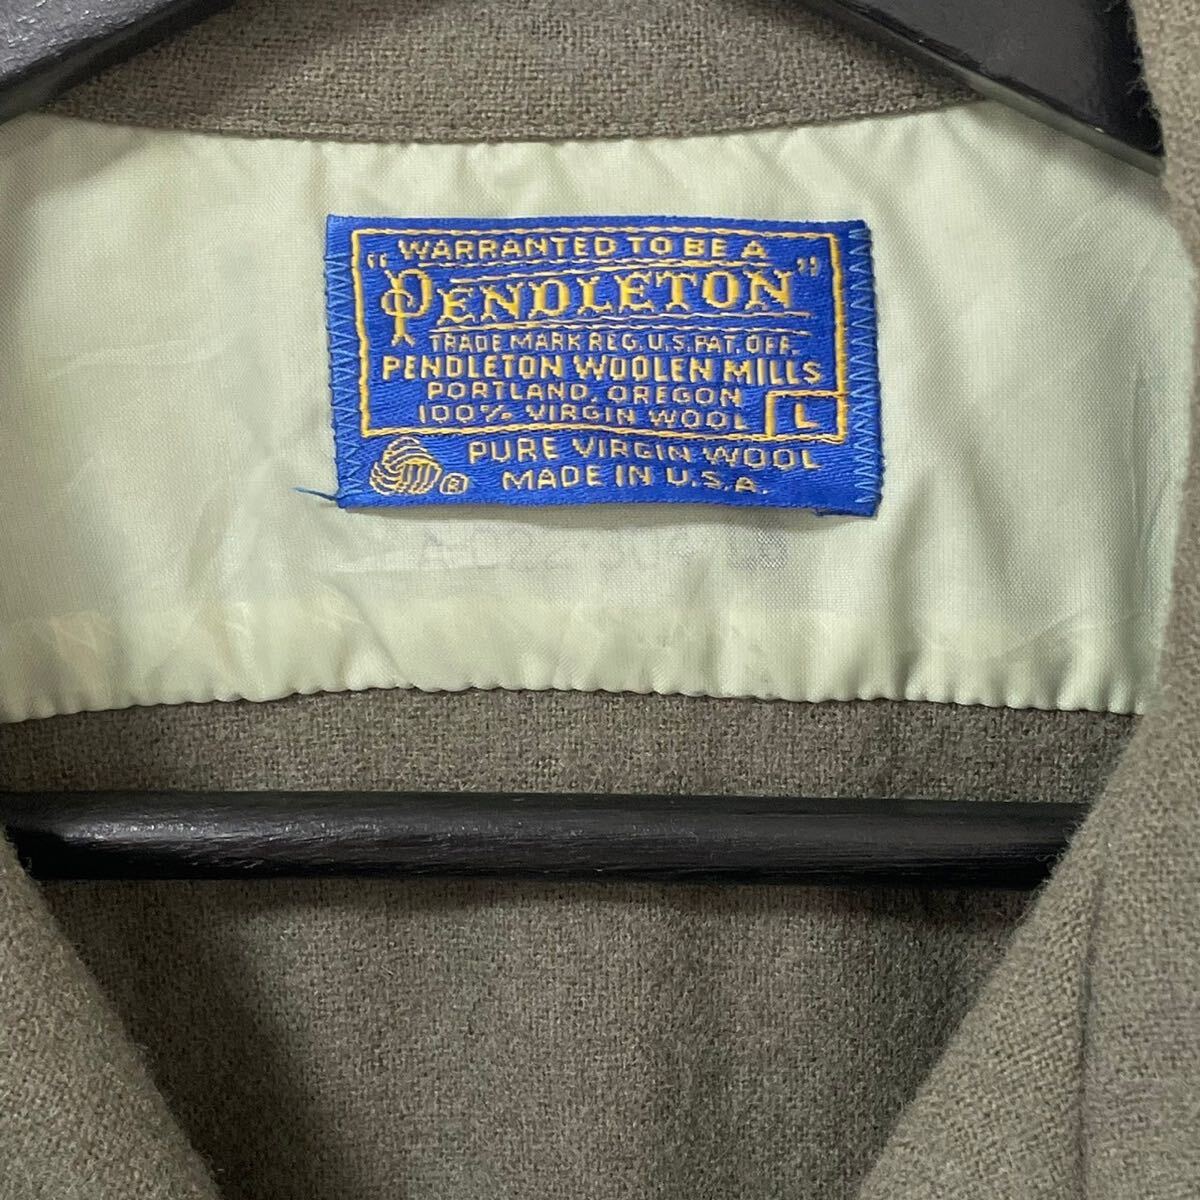 WARRANTED TO BE A
"PENDLETON"
TRADE MARK REG. U.S. PAT. OFF.
PENDLETON WOOLEN MILLS
PORTLAND, OREGON
100% VIRGIN WOOL L
PURE VIRGIN WOOL
® MADE IN U.S.A.